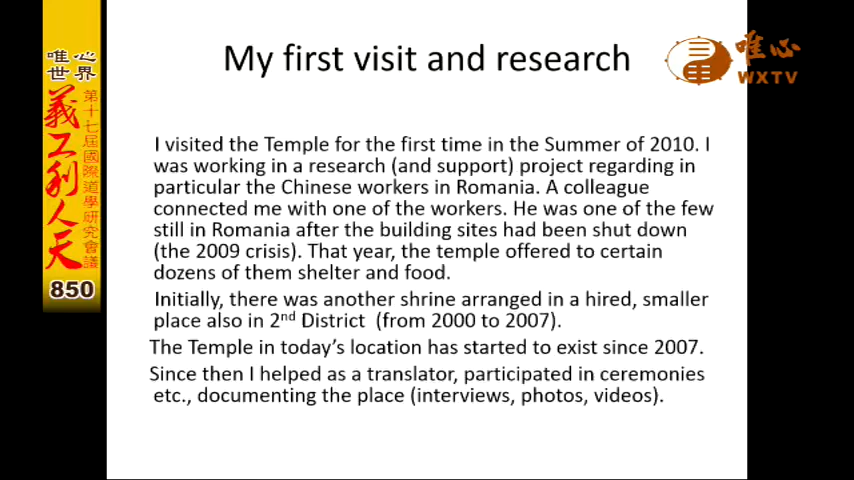 My first visit and research
唯心
WXTV
唯心
世界
義工利人天
第十七屆國際道學研究會議
850
I visited the Temple for the first time in the Summer of 2010. I
was working in a research (and support) project regarding in
particular the Chinese workers in Romania. A colleague
connected me with one of the workers. He was one of the few
still in Romania after the building sites had been shut down
(the 2009 crisis). That year, the temple offered to certain
dozens of them shelter and food.
Initially, there was another shrine arranged in a hired, smaller
place also in 2nd District (from 2000 to 2007).
The Temple in today's location has started to exist since 2007.
Since then I helped as a translator, participated in ceremonies
etc., documenting the place (interviews, photos, videos).